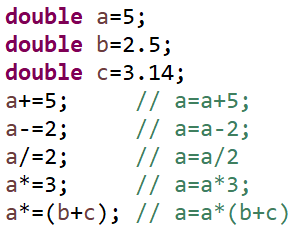 double a=5;
double b=2.5;
double c=3.14;
a+=5;     // a=a+5;
a-=2;     // a=a-2;
a/=2;     // a=a/2
a*=3;     // a=a*3;
a*=(b+c); // a=a*(b+c)